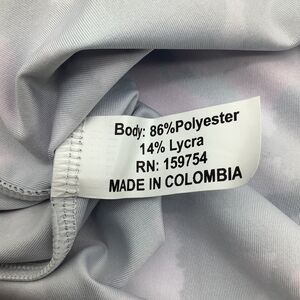 Body: 86%Polyester
14% Lycra
RN: 159754
MADE IN COLOMBIA